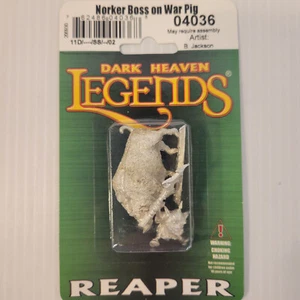 Norker Boss on War Pig
04036
May require assembly
Artist:
B. Jackson
DARK HEAVEN
LEGENDS
WARNING:
CHOKING
HAZARD
REAPER